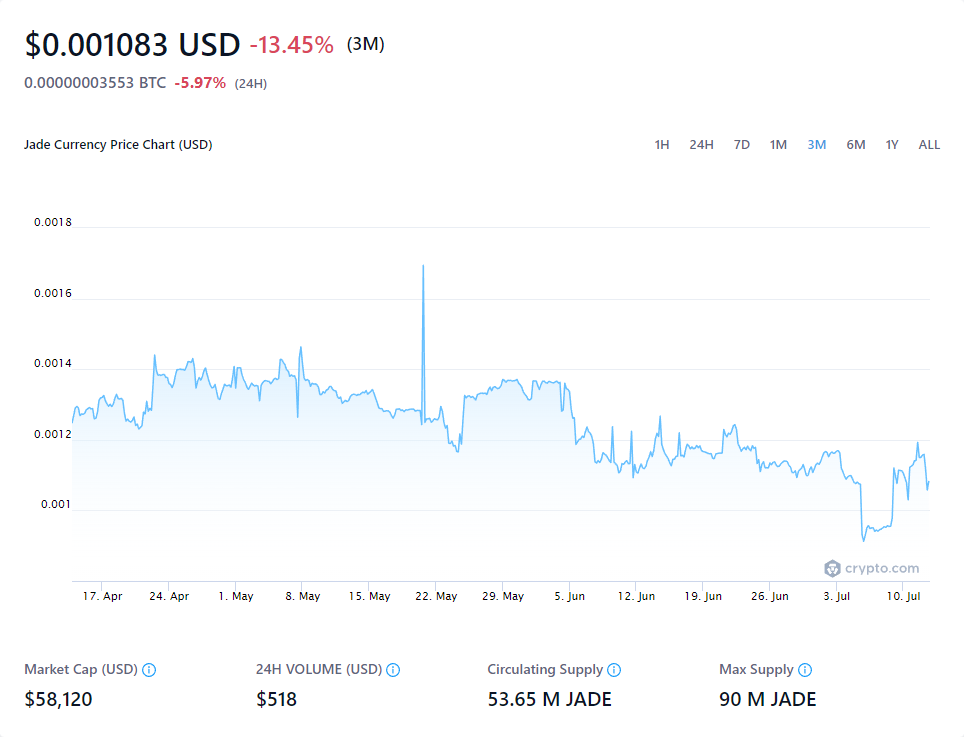 $0.001083 USD -13.45% (3M)
0.00000003553 BTC -5.97% (24H)
Jade Currency Price Chart (USD) 1H 24H 7D 1M 3M 6M 1Y ALL
0.0018
0.0016
0.0014
0.0012
0.001
crypto.com
17. Apr 24. Apr 1. May 8. May 15. May 22. May 29. May 5. Jun 12. Jun 19. Jun 26. Jun 3. Jul 10. Jul
Market Cap (USD) 24H VOLUME (USD) Circulating Supply Max Supply
$58,120 $518 53.65 M JADE 90 M JADE